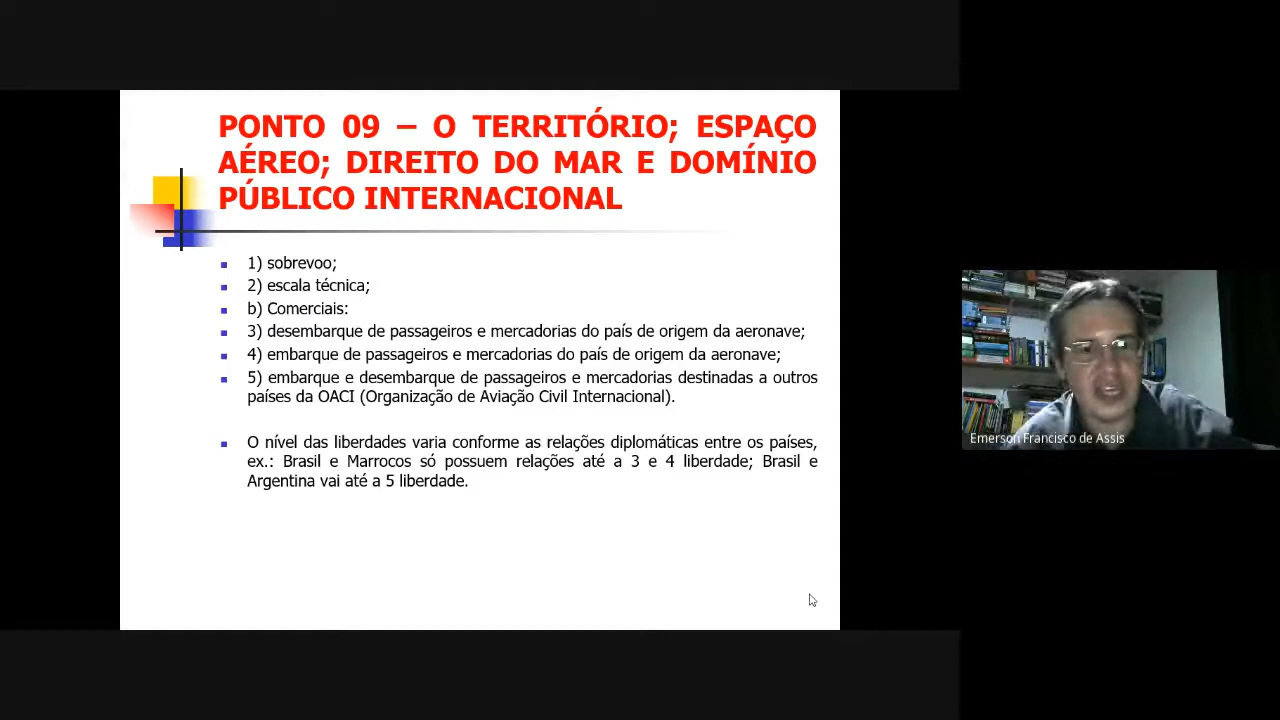 PONTO 09 – O TERRITÓRIO; ESPAÇO
AÉREO; DIREITO DO MAR E DOMÍNIO
PÚBLICO INTERNACIONAL
1) sobrevoo;
2) escala técnica;
b) Comerciais:
3) desembarque de passageiros e mercadorias do país de origem da aeronave;
4) embarque de passageiros e mercadorias do país de origem da aeronave;
5) embarque e desembarque de passageiros e mercadorias destinadas a outros
países da OACI (Organização de Aviação Civil Internacional).
O nível das liberdades varia conforme as relações diplomáticas entre os países,
ex.: Brasil e Marrocos só possuem relações até a 3 e 4 liberdade; Brasil e
Argentina vai até a 5 liberdade.
Emerson Francisco de Assis